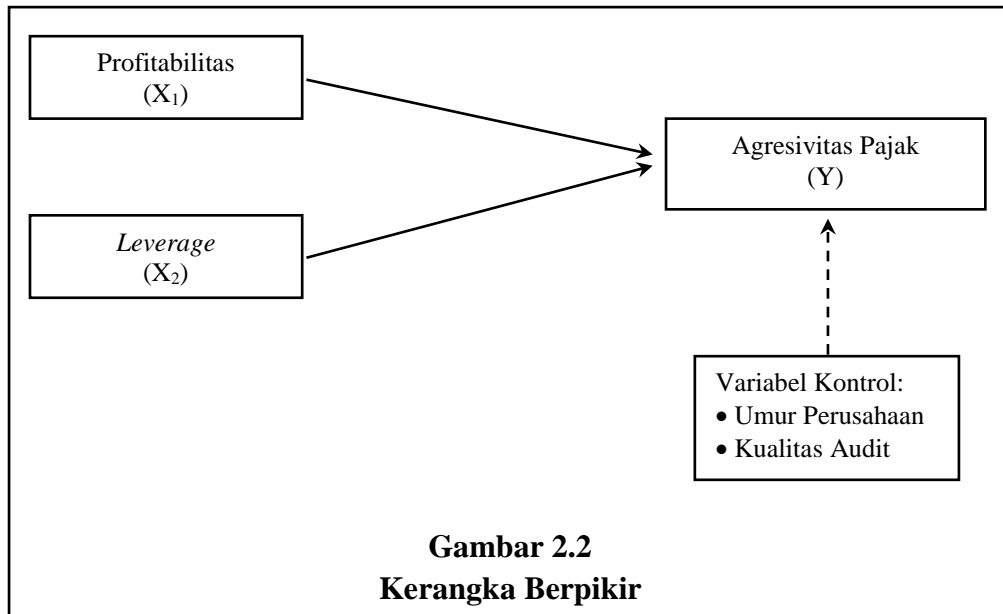 Profitabilitas
(X₁)
Agresivitas Pajak
(Y)
Leverage
(X₂)
Variabel Kontrol:
• Umur Perusahaan
• Kualitas Audit
Gambar 2.2
Kerangka Berpikir